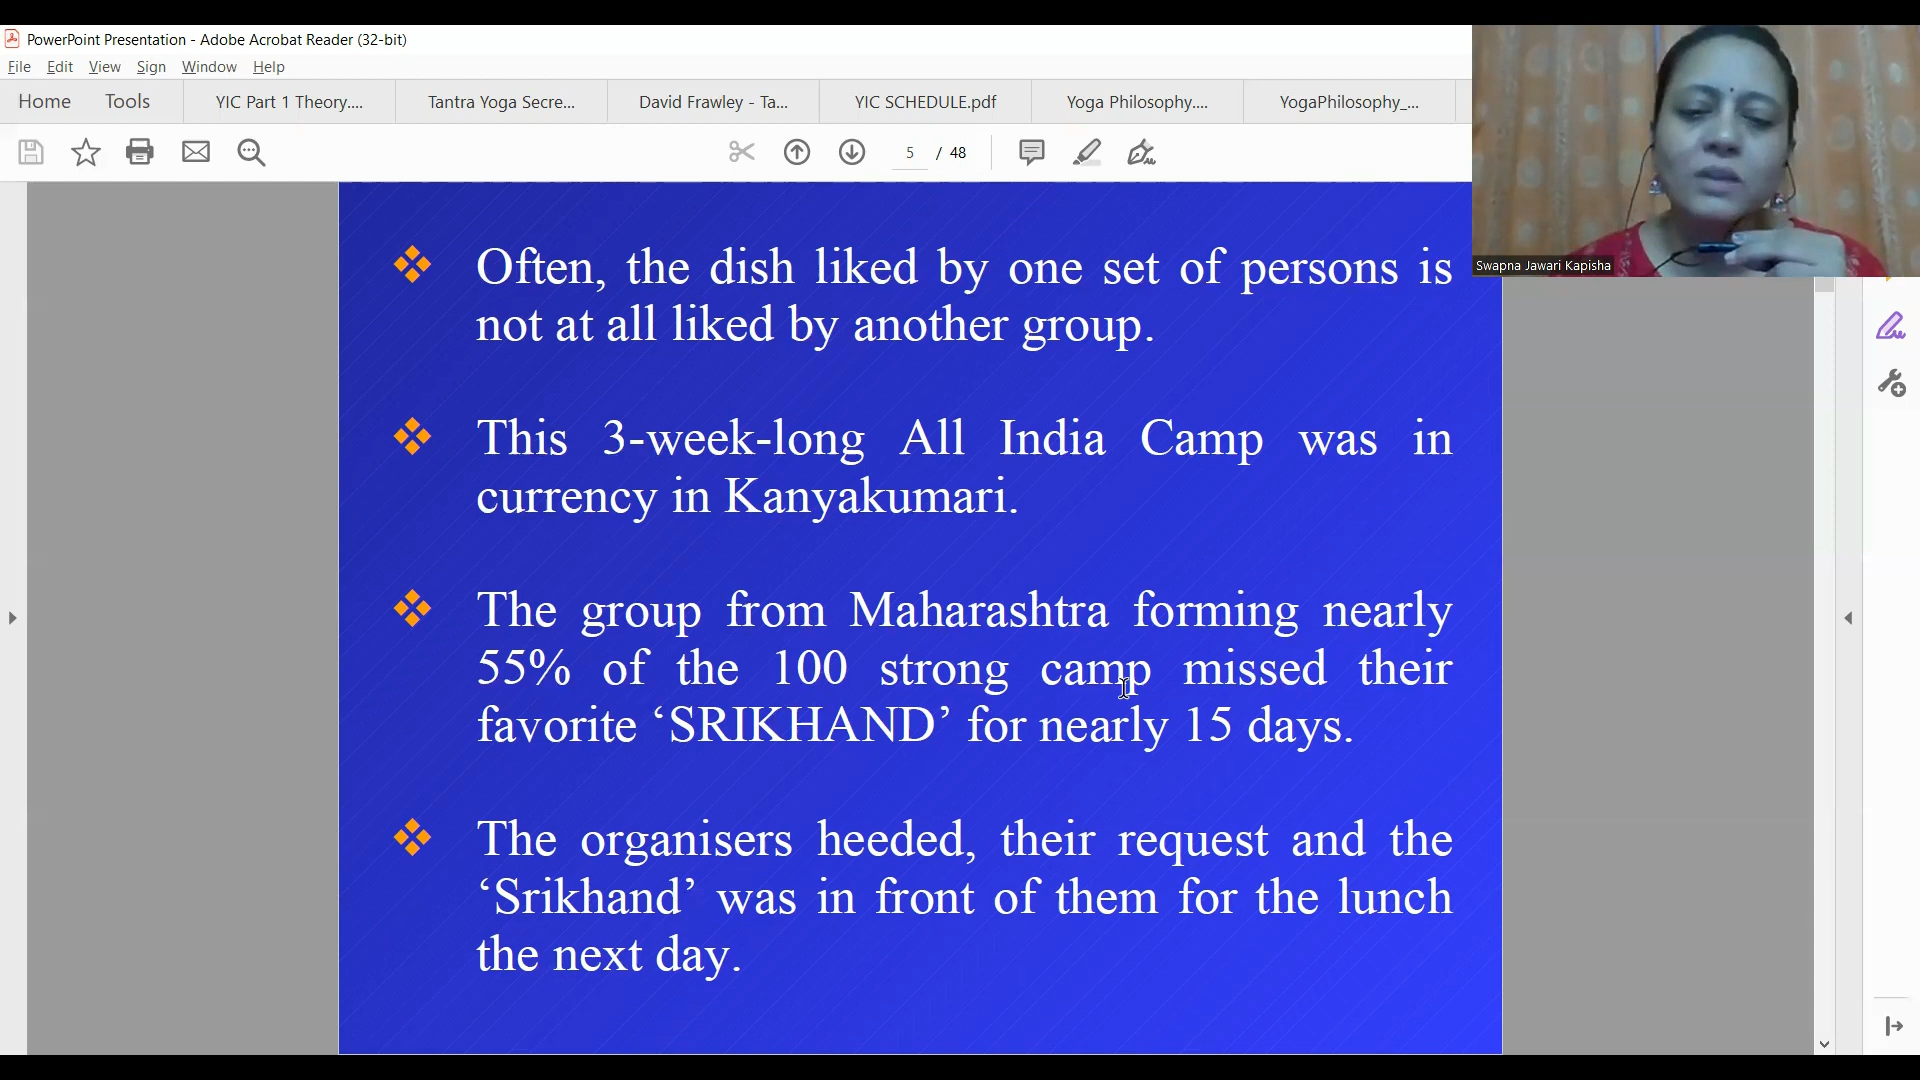 PowerPoint Presentation - Adobe Acrobat Reader (32-bit)
File Edit View Sign Window Help
Home Tools YIC Part 1 Theory.... Tantra Yoga Secre... David Frawley - Ta... YIC SCHEDULE.pdf Yoga Philosophy.... YogaPhilosophy_...
5 / 48
Swapna Jawari Kapisha
Often, the dish liked by one set of persons is
not at all liked by another group.
This 3-week-long All India Camp was in
currency in Kanyakumari.
The group from Maharashtra forming nearly
55% of the 100 strong camp missed their
favorite ‘SRIKHAND’ for nearly 15 days.
The organisers heeded, their request and the
‘Srikhand’ was in front of them for the lunch
the next day.